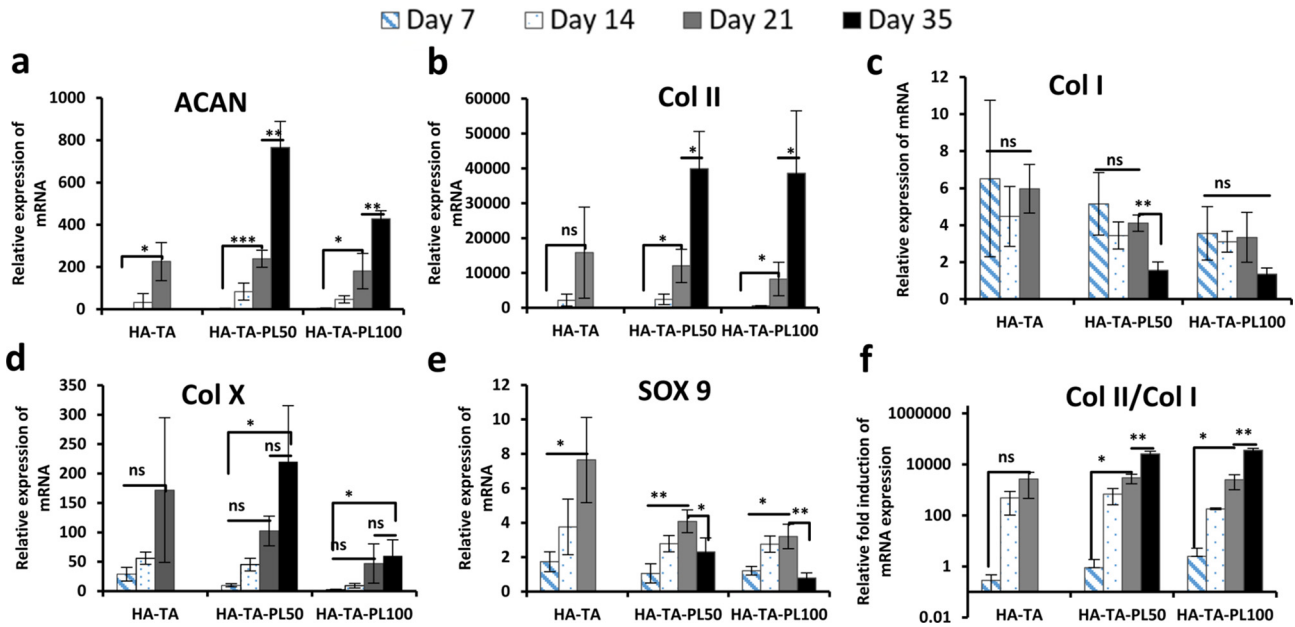 Day 7 Day 14 Day 21 Day 35
a
ACAN
Relative expression of
mRNA
1000
800
600
400
200
0
*
***
**
*
**
HA-TA HA-TA-PL50 HA-TA-PL100
b
Col II
Relative expression of
mRNA
60000
50000
40000
30000
20000
10000
0
ns
*
*
*
*
HA-TA HA-TA-PL50 HA-TA-PL100
c
Col I
Relative expression of mRNA
12
10
8
6
4
2
0
ns
ns
**
ns
HA-TA HA-TA-PL50 HA-TA-PL100
d
Col X
Relative expression of
mRNA
350
300
250
200
150
100
50
0
ns
*
ns
ns
*
ns
ns
HA-TA HA-TA-PL50 HA-TA-PL100
e
SOX 9
Relative expression of
mRNA
12
10
8
6
4
2
0
*
**
*
*
**
HA-TA HA-TA-PL50 HA-TA-PL100
f
Col II/Col I
Relative fold induction of
mRNA expression
1000000
10000
100
1
0.01
ns
*
**
*
**
HA-TA HA-TA-PL50 HA-TA-PL100